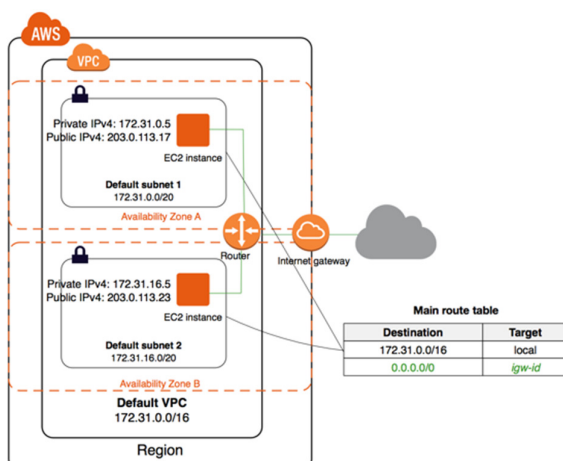 AWS
VPC
Private IPv4: 172.31.0.5
Public IPv4: 203.0.113.17
EC2 instance
Default subnet 1
172.31.0.0/20
Availability Zone A
Router
Internet gateway
Private IPv4: 172.31.16.5
Public IPv4: 203.0.113.23
EC2 instance
Default subnet 2
172.31.16.0/20
Availability Zone B
Default VPC
172.31.0.0/16
Region
Main route table
Destination Target
172.31.0.0/16 local
0.0.0.0/0 igw-id